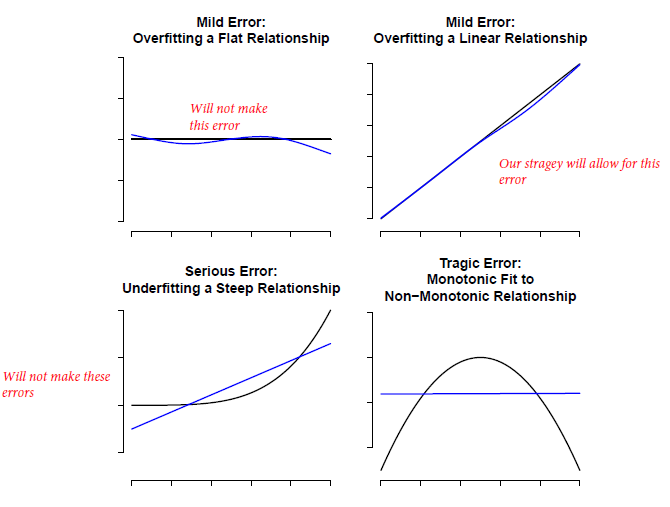 Mild Error:
Overfitting a Flat Relationship
Will not make
this error
Mild Error:
Overfitting a Linear Relationship
Our stragey will allow for this
error
Serious Error:
Underfitting a Steep Relationship
Will not make these
errors
Tragic Error:
Monotonic Fit to
Non−Monotonic Relationship